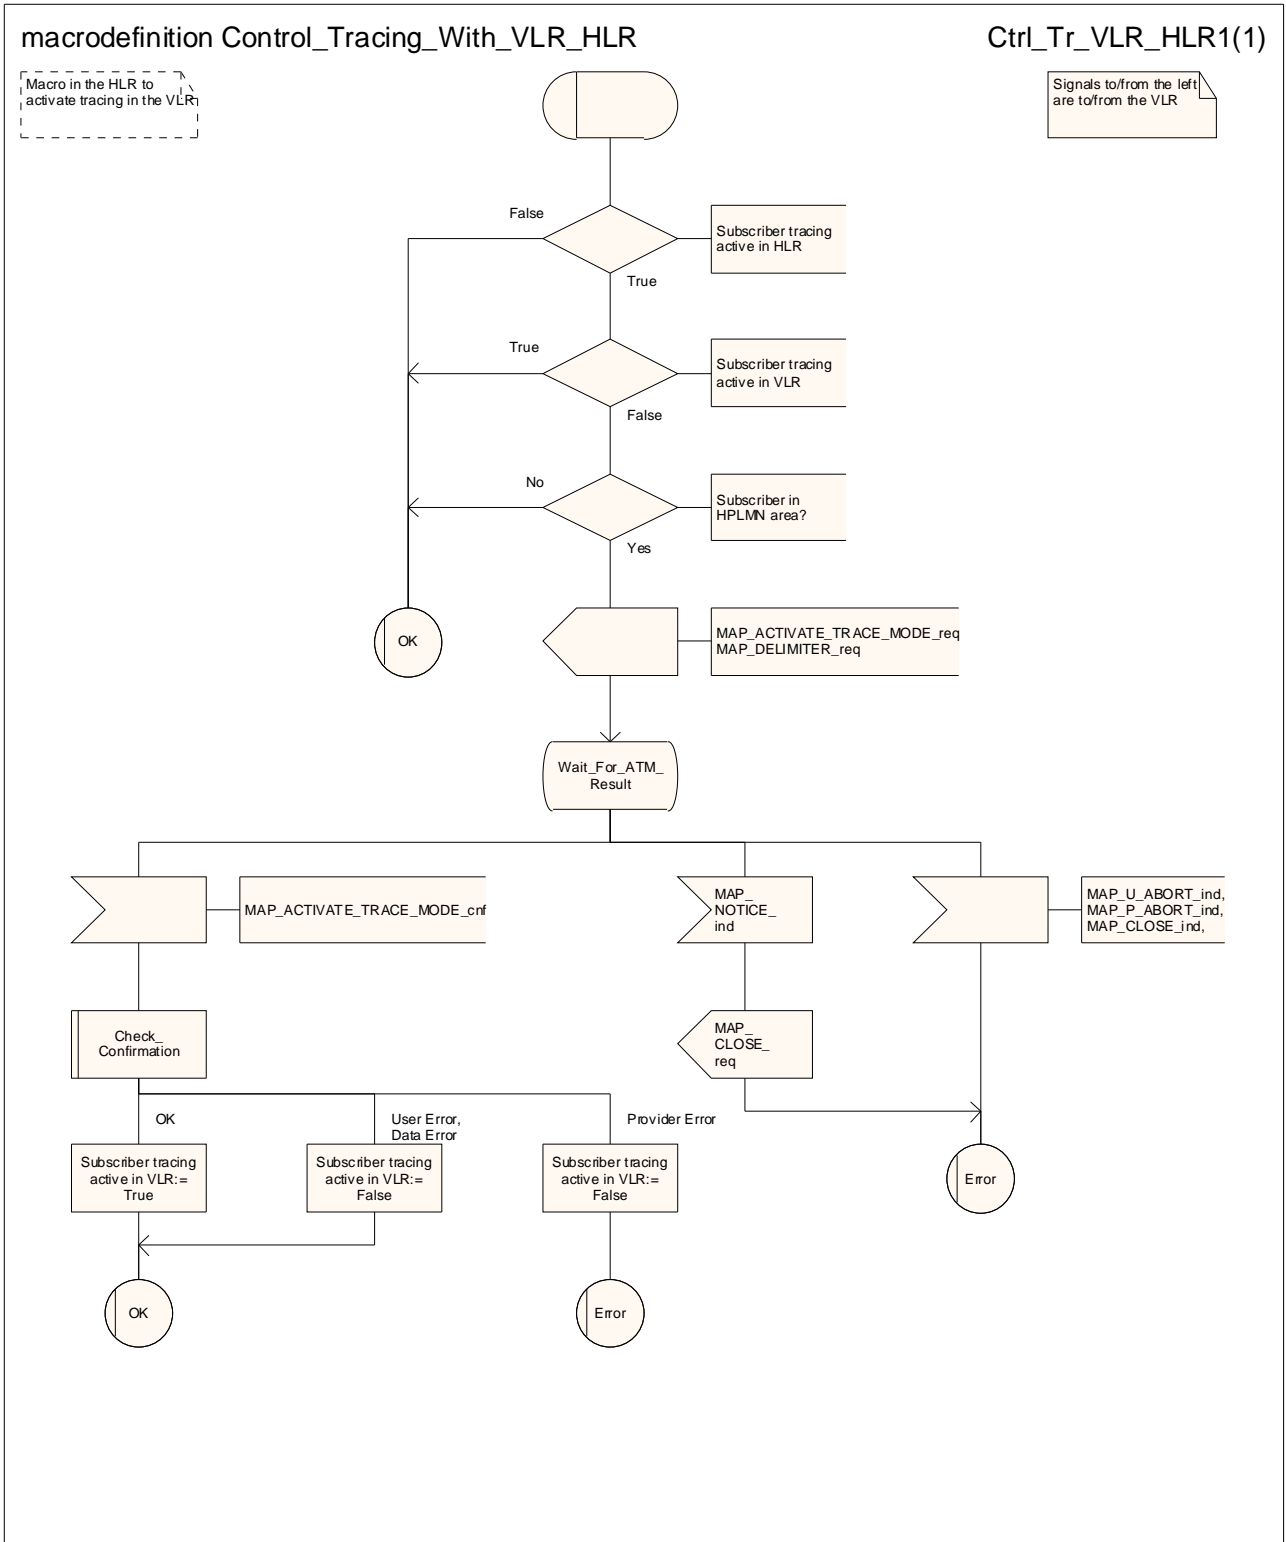 macrodefinition Control_Tracing_With_VLR_HLR
Ctrl_Tr_VLR_HLR1(1)
Macro in the HLR to
activate tracing in the VLR
Signals to/from the left
are to/from the VLR
False
Subscriber tracing
active in HLR
True
True
Subscriber tracing
active in VLR
False
No
Subscriber in
HPLMN area?
Yes
OK
MAP_ACTIVATE_TRACE_MODE_req
MAP_DELIMITER_req
Wait_For_ATM_
Result
MAP_ACTIVATE_TRACE_MODE_cnf
MAP_
NOTICE_
ind
MAP_U_ABORT_ind,
MAP_P_ABORT_ind,
MAP_CLOSE_ind,
Check_
Confirmation
MAP_
CLOSE_
req
OK
User Error,
Data Error
Provider Error
Subscriber tracing
active in VLR:=
True
Subscriber tracing
active in VLR:=
False
Subscriber tracing
active in VLR:=
False
Error
OK
Error